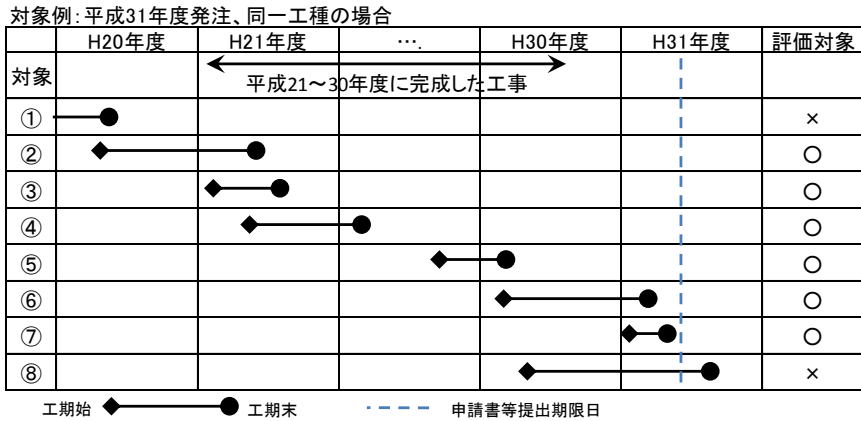 対象例:平成31年度発注、同一工種の場合
H20年度 H21年度 …. H30年度 H31年度 評価対象
対象 平成21～30年度に完成した工事
① ×
② ○
③ ○
④ ○
⑤ ○
⑥ ○
⑦ ○
⑧ ×
工期始 工期末 申請書等提出期限日